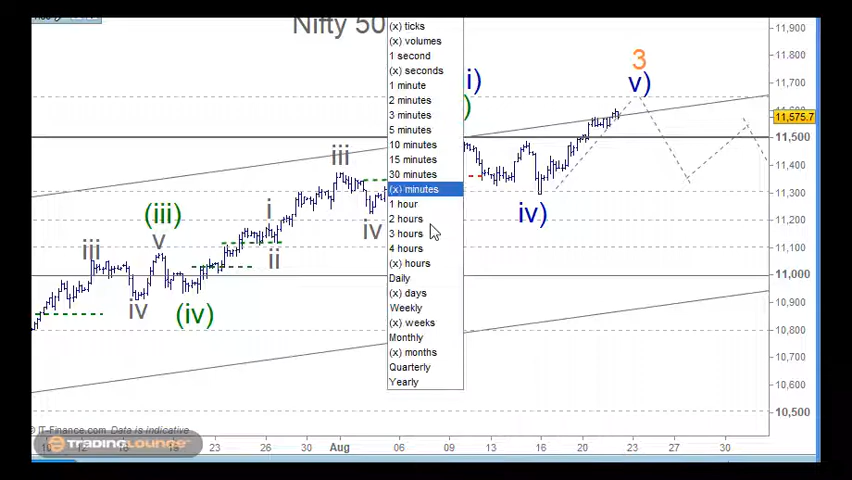 Nifty 50
(x) ticks
(x) volumes
1 second
(x) seconds
1 minute
2 minutes
3 minutes
5 minutes
10 minutes
15 minutes
30 minutes
(x) minutes
1 hour
2 hours
3 hours
4 hours
(x) hours
Daily
(x) days
Weekly
(x) weeks
Monthly
(x) months
Quarterly
Yearly
i)
)
3
v)
iii
iv)
i
iv
(iii)
v
iii
ii
iv
(iv)
11,900
11,800
11,700
11,575.7
11,500
11,400
11,300
11,200
11,100
11,000
10,900
10,800
10,700
10,600
10,500
© IT-Finance.com Data is indicative
TRADINGLOUNGE
19 26 30 Aug 06 09 13 16 20 23 27 30